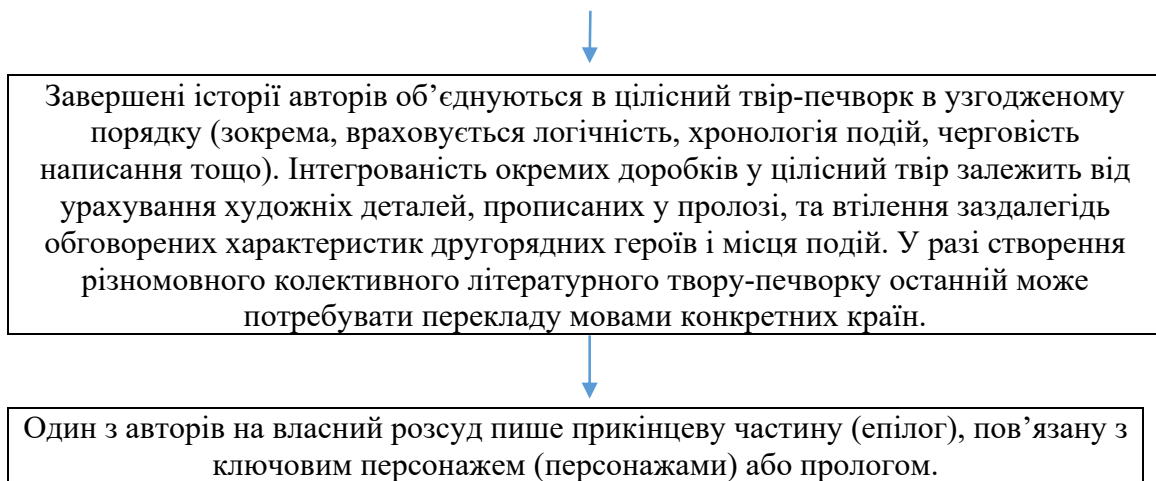 Завершені історії авторів об’єднуються в цілісний твір-печворк в узгодженому
порядку (зокрема, враховується логічність, хронологія подій, черговість
написання тощо). Інтегрованість окремих доробків у цілісний твір залежить від
урахування художніх деталей, прописаних у пролозі, та втілення заздалегідь
обговорених характеристик другорядних героїв і місця подій. У разі створення
різномовного колективного літературного твору-печворку останній може
потребувати перекладу мовами конкретних країн.
Один з авторів на власний розсуд пише прикінцеву частину (епілог), пов’язану з
ключовим персонажем (персонажами) або прологом.